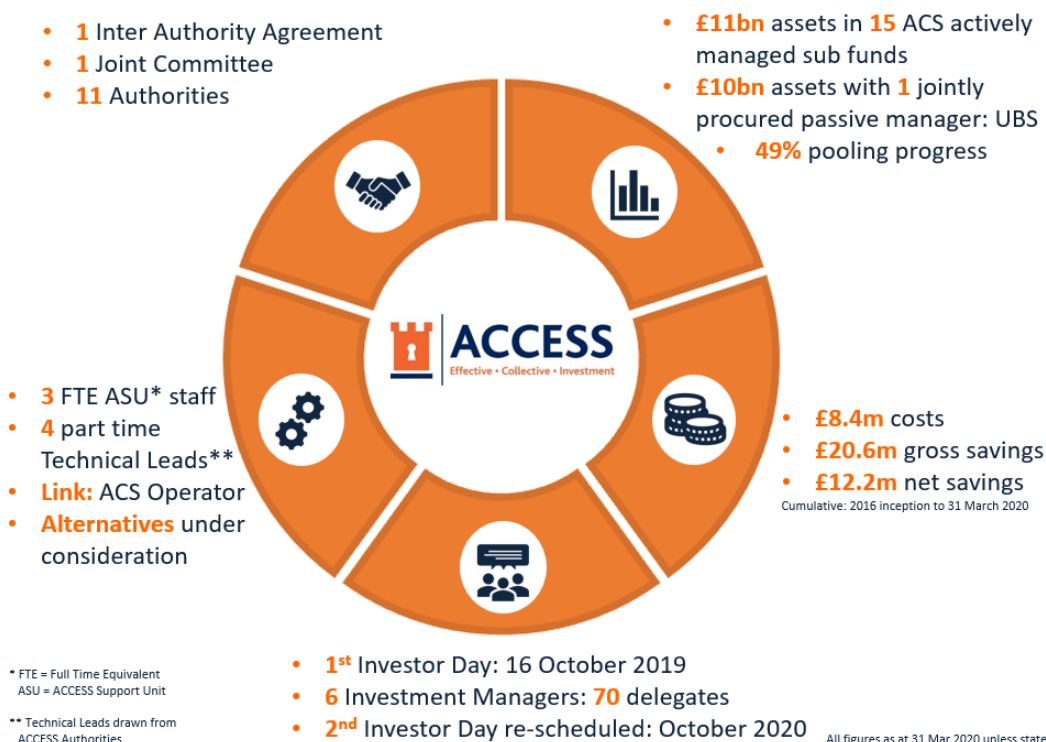 • 1 Inter Authority Agreement
• 1 Joint Committee
• 11 Authorities
• £11bn assets in 15 ACS actively
managed sub funds
• £10bn assets with 1 jointly
procured passive manager: UBS
• 49% pooling progress
ACCESS
Effective • Collective • Investment
• 3 FTE ASU* staff
• 4 part time
Technical Leads**
• Link: ACS Operator
• Alternatives under
consideration
• £8.4m costs
• £20.6m gross savings
• £12.2m net savings
Cumulative: 2016 inception to 31 March 2020
• 1st Investor Day: 16 October 2019
• 6 Investment Managers: 70 delegates
• 2nd Investor Day re-scheduled: October 2020
* FTE = Full Time Equivalent
ASU = ACCESS Support Unit
** Technical Leads drawn from
ACCESS Authorities
All figures as at 31 Mar 2020 unless state